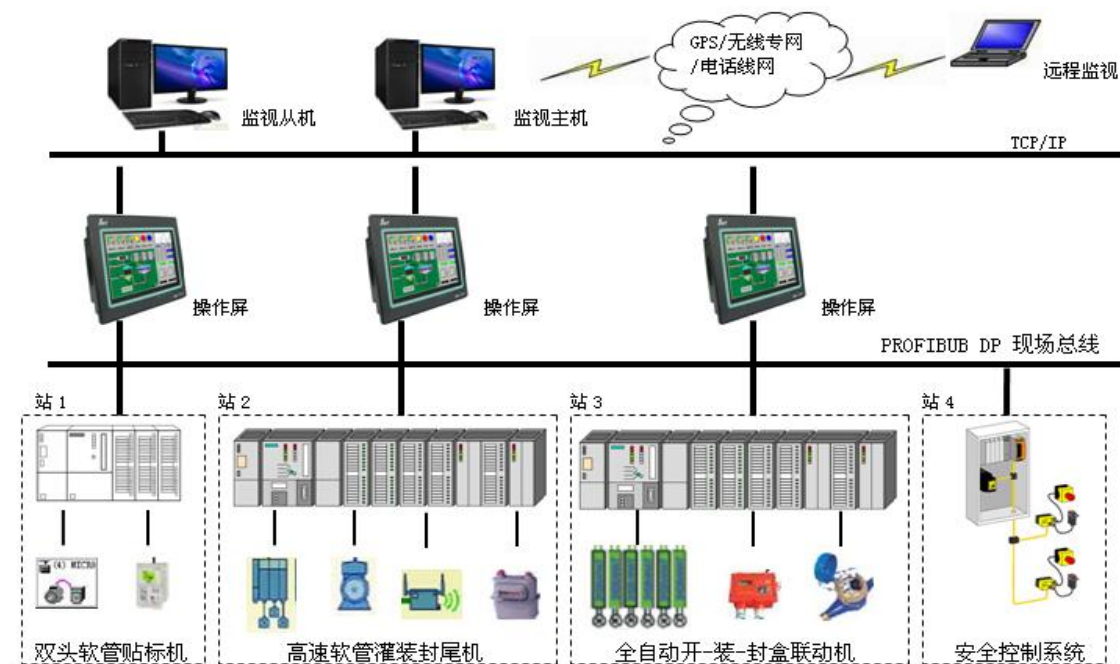 GPS/无线专网
/电话线网
远程监视
监视从机
监视主机
TCP/IP
操作屏
操作屏
操作屏
PROFIBUB DP 现场总线
站 1
站 2
站 3
站 4
(4) MICRO
双头软管贴标机
高速软管灌装封尾机
全自动开-装-封盒联动机
安全控制系统